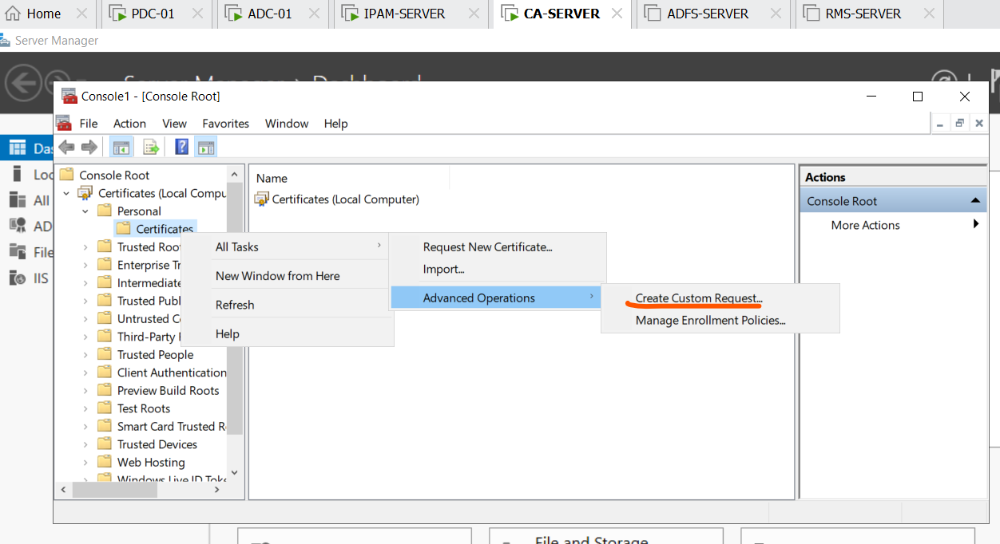 Home PDC-01 ADC-01 IPAM-SERVER CA-SERVER ADFS-SERVER RMS-SERVER
Server Manager
Server Manager Dashboard
Console1 - [Console Root]
File Action View Favorites Window Help
Das
Loc
All
AD
File
IIS
Console Root
Certificates (Local Compu
Personal
Certificates
Trusted Roo
Enterprise Tr
Intermediate
Trusted Publ
Untrusted C
Third-Party
Trusted People
Client Authentication
Preview Build Roots
Test Roots
Smart Card Trusted R
Trusted Devices
Web Hosting
Windows Live ID Toke
Name
Certificates (Local Computer)
All Tasks
New Window from Here
Refresh
Help
Request New Certificate...
Import...
Advanced Operations
Create Custom Request...
Manage Enrollment Policies...
Actions
Console Root
More Actions
File and Storage